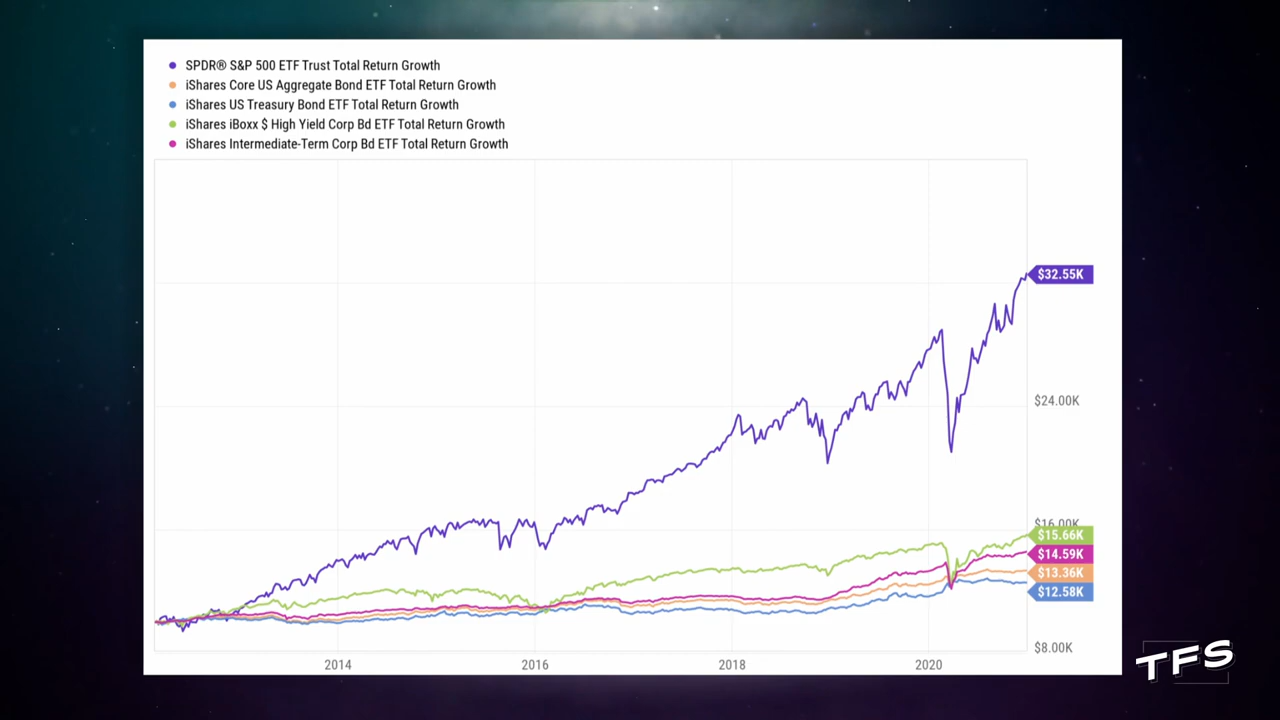 SPDR® S&P 500 ETF Trust Total Return Growth
iShares Core US Aggregate Bond ETF Total Return Growth
iShares US Treasury Bond ETF Total Return Growth
iShares iBoxx $ High Yield Corp Bd ETF Total Return Growth
iShares Intermediate-Term Corp Bd ETF Total Return Growth
$32.55K
$24.00K
$16.00K
$15.66K
$14.59K
$13.36K
$12.58K
$8.00K
2014 2016 2018 2020
TFS